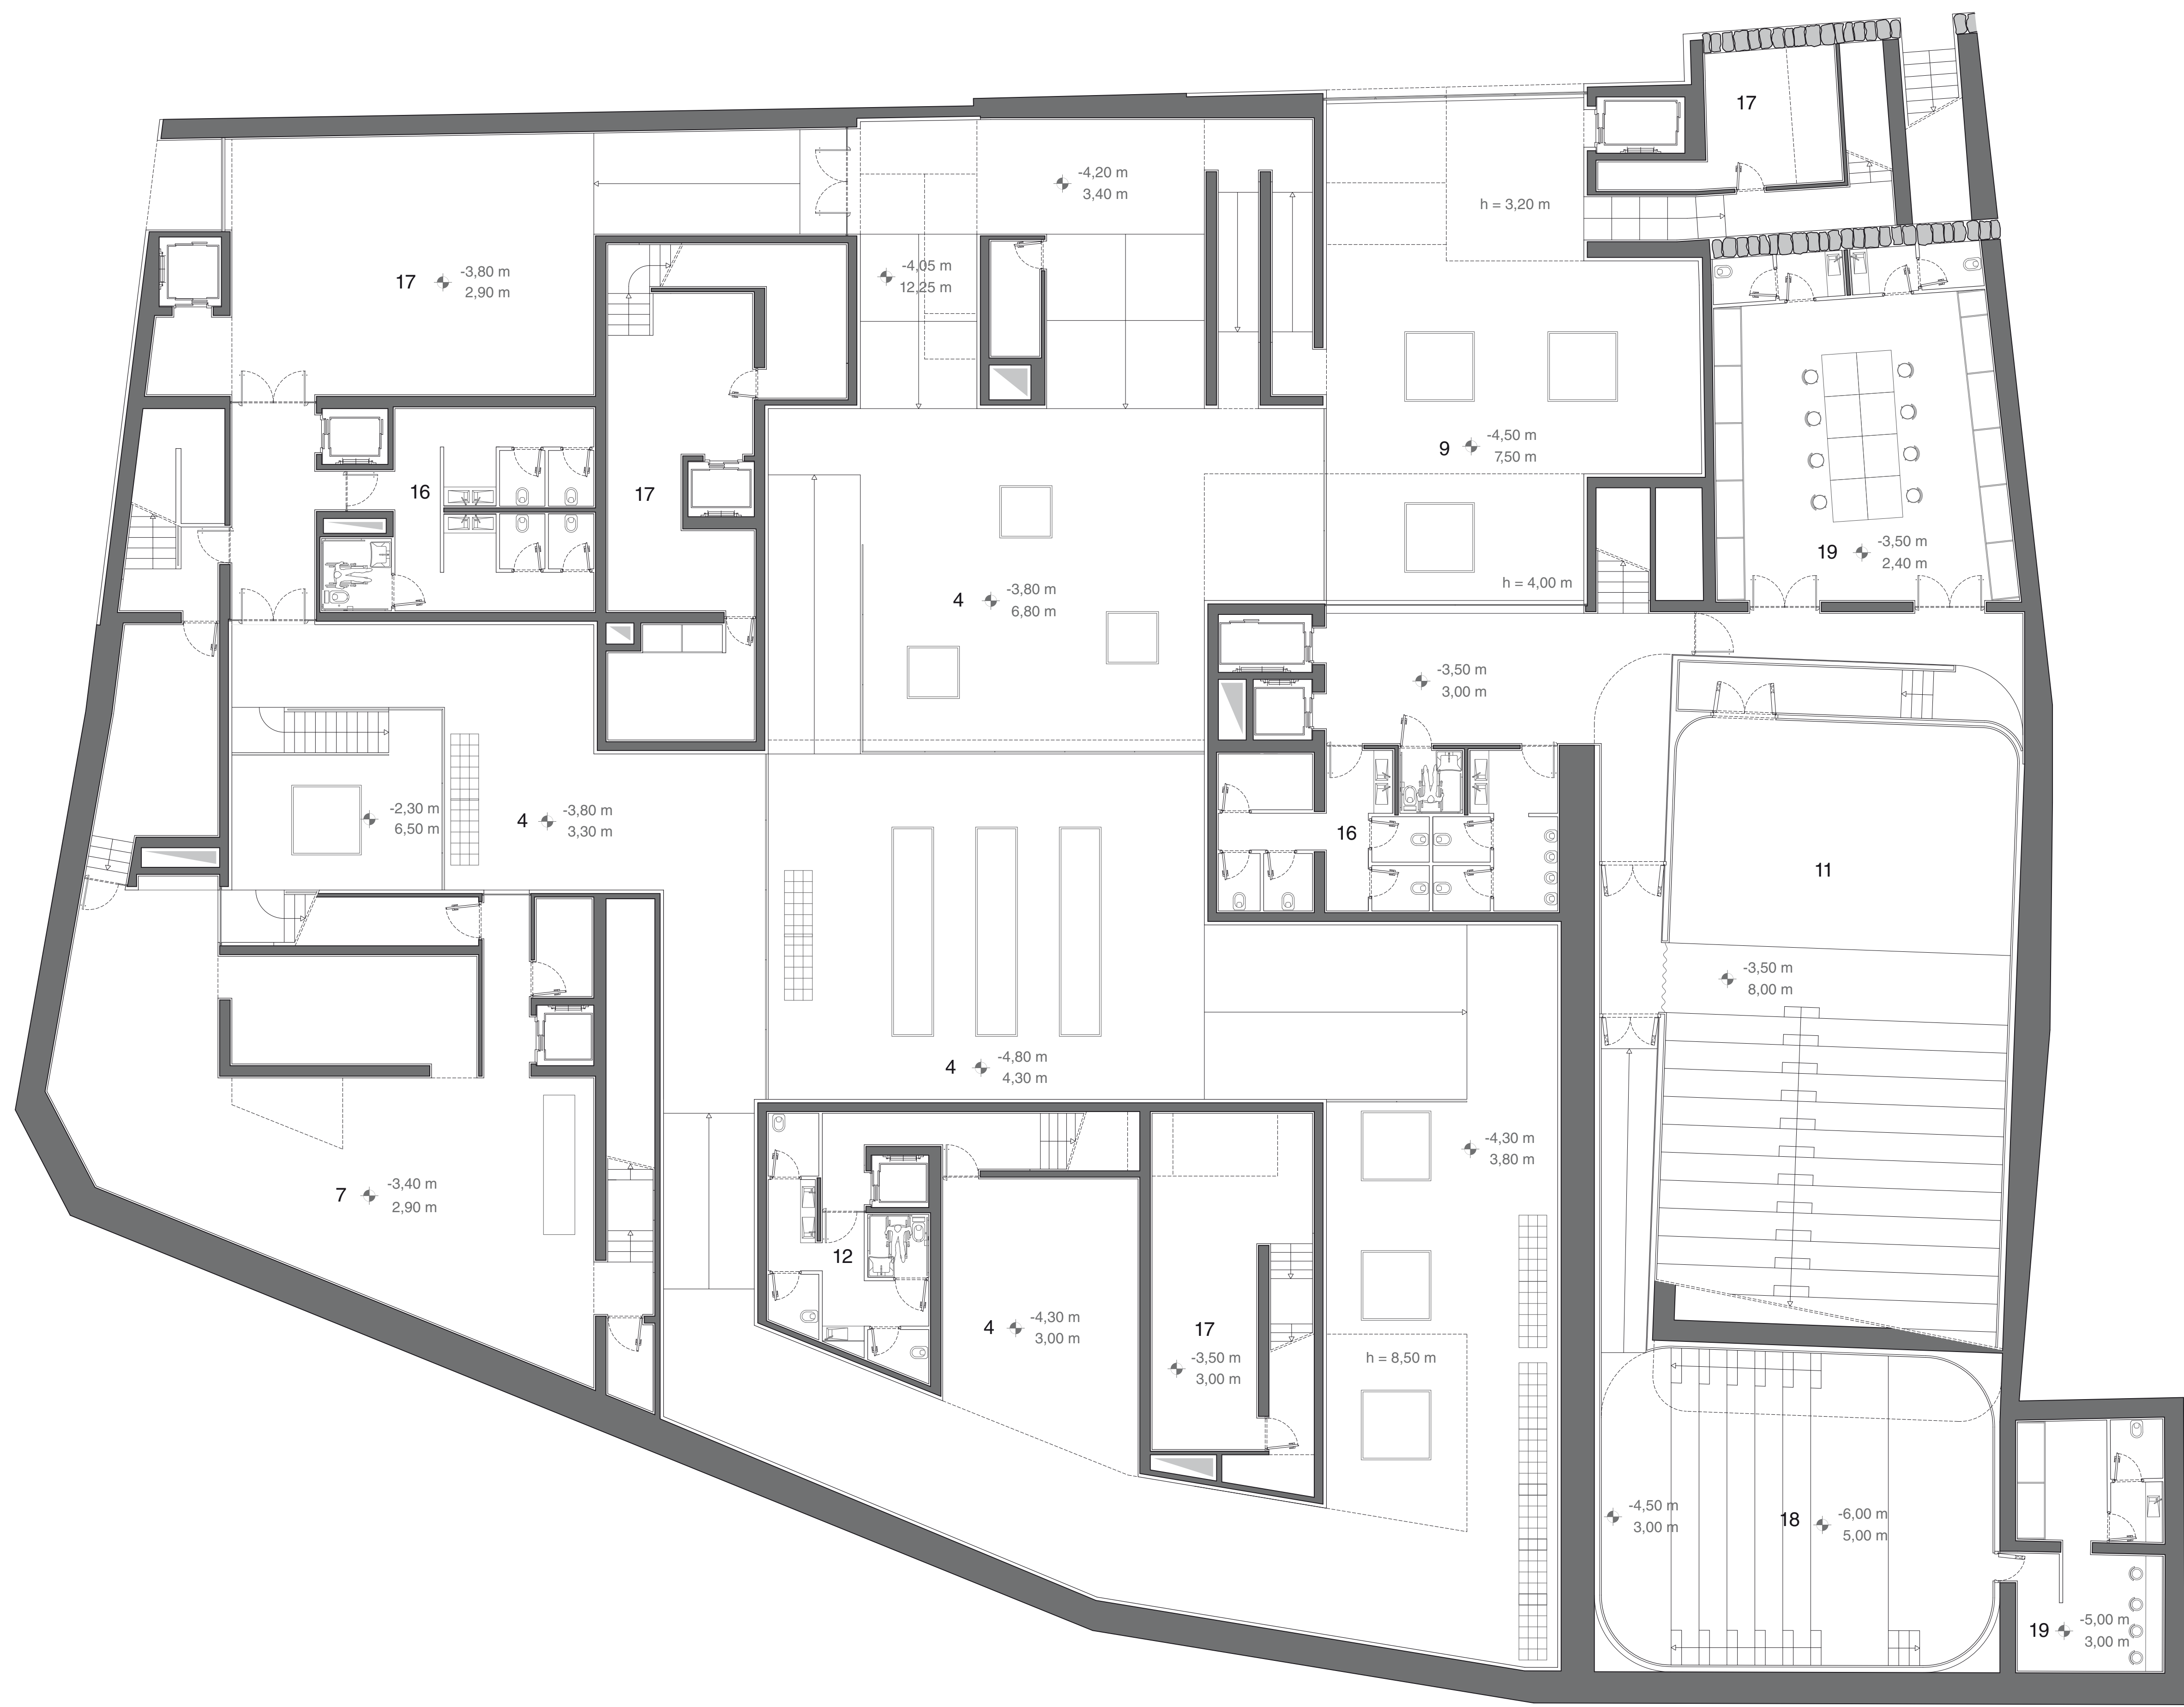 17
-4,20 m
3,40 m
h = 3,20 m
17
-3,80 m
2,90 m
-4,05 m
12,25 m
9
-4,50 m
7,50 m
16
17
19
-3,50 m
2,40 m
h = 4,00 m
4
-3,80 m
6,80 m
-3,50 m
3,00 m
-2,30 m
6,50 m
4
-3,80 m
3,30 m
16
11
-3,50 m
8,00 m
4
-4,80 m
4,30 m
-4,30 m
3,80 m
7
-3,40 m
2,90 m
12
4
-4,30 m
3,00 m
17
-3,50 m
3,00 m
h = 8,50 m
-4,50 m
3,00 m
18
-6,00 m
5,00 m
19
-5,00 m
3,00 m